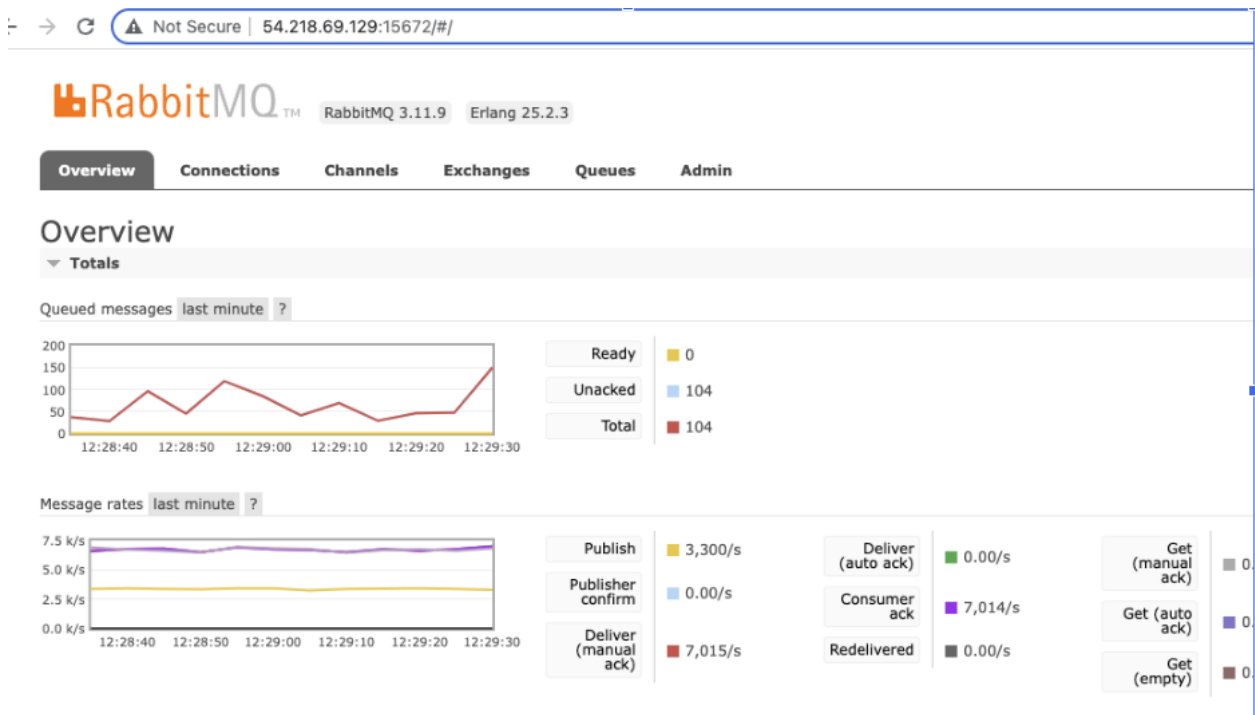 Not Secure | 54.218.69.129:15672/#/
RabbitMQ TM RabbitMQ 3.11.9 Erlang 25.2.3
Overview Connections Channels Exchanges Queues Admin
Overview
Totals
Queued messages last minute ?
200
150
100
50
0
12:28:40 12:28:50 12:29:00 12:29:10 12:29:20 12:29:30
Ready 0
Unacked 104
Total 104
Message rates last minute ?
7.5 k/s
5.0 k/s
2.5 k/s
0.0 k/s
12:28:40 12:28:50 12:29:00 12:29:10 12:29:20 12:29:30
Publish 3,300/s
Publisher
confirm 0.00/s
Deliver
(manual
ack) 7,015/s
Deliver
(auto ack) 0.00/s
Consumer
ack 7,014/s
Redelivered 0.00/s
Get
(manual
ack) 0.
Get (auto
ack) 0.
Get
(empty) 0.